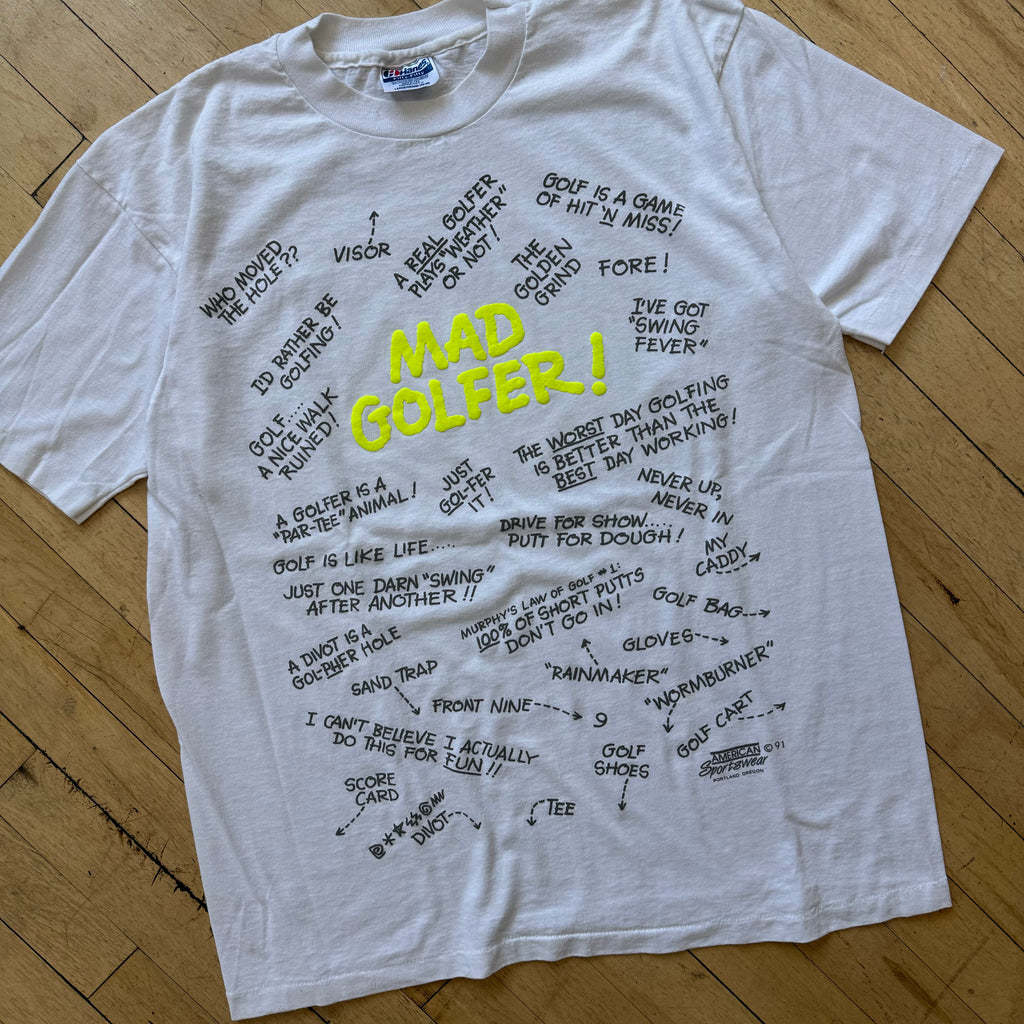 Hanes
GOLF IS A GAME
OF HIT 'N MISS!
A REAL GOLFER
PLAYS "WEATHER"
OR NOT!
VISOR
WHO MOVED
THE HOLE??
THE
GOLDEN
GRIND
FORE!
I'D RATHER BE
GOLFING!
I'VE GOT
"SWING
FEVER"
MAD
GOLFER!
GOLF....
A NICE WALK
RUINED!
THE WORST DAY GOLFING
IS BETTER THAN THE
BEST DAY WORKING!
A GOLFER IS A
"PAR-TEE" ANIMAL!
JUST
GOL-FER
IT!
NEVER UP,
NEVER IN
DRIVE FOR SHOW.....
PUTT FOR DOUGH!
GOLF IS LIKE LIFE.....
JUST ONE DARN "SWING"
AFTER ANOTHER!!
MY
CADDY
MURPHY'S LAW OF GOLF #1:
100% OF SHORT PUTTS
DON'T GO IN!
GOLF BAG
GLOVES
A DIVOT IS A
GOL-PHER HOLE
SAND TRAP
"RAINMAKER"
"WORMBURNER"
FRONT NINE 9
GOLF CART
I CAN'T BELIEVE I ACTUALLY
DO THIS FOR FUN!!
GOLF
SHOES
AMERICAN © 91
Sportswear
PORTLAND OREGON
SCORE
CARD
DIVOT
TEE